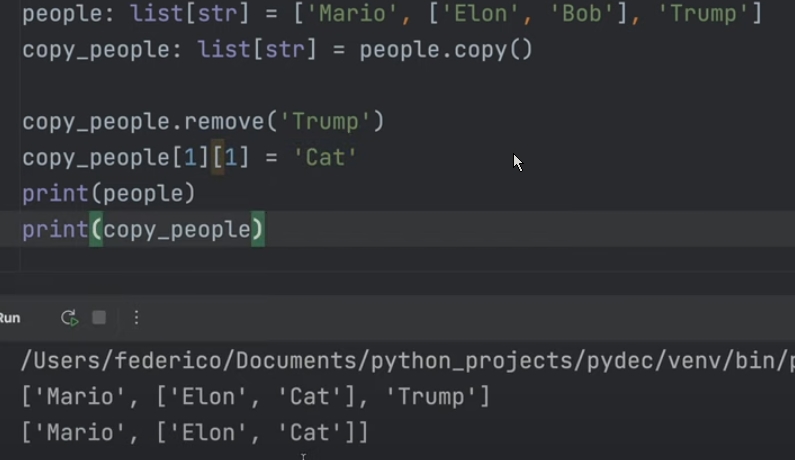 people: list[str] = ['Mario', ['Elon', 'Bob'], 'Trump']
copy_people: list[str] = people.copy()
copy_people.remove('Trump')
copy_people[1][1] = 'Cat'
print(people)
print(copy_people)
Run
/Users/federico/Documents/python_projects/pydec/venv/bin/
['Mario', ['Elon', 'Cat'], 'Trump']
['Mario', ['Elon', 'Cat']]